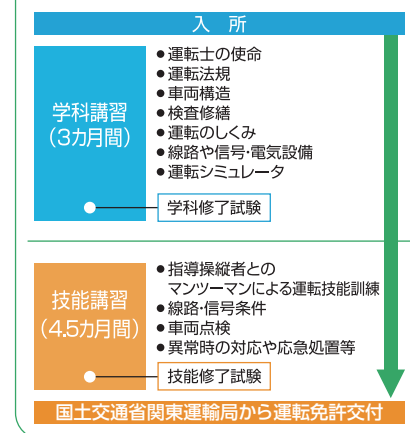 入 所
学科講習
（3カ月間）
●運転士の使命
●運転法規
●車両構造
●検査修繕
●運転のしくみ
●線路や信号・電気設備
●運転シミュレータ
学科修了試験
技能講習
（4.5カ月間）
●指導操縦者との
マンツーマンによる運転技能訓練
●線路・信号条件
●車両点検
●異常時の対応や応急処置等
技能修了試験
国土交通省関東運輸局から運転免許交付